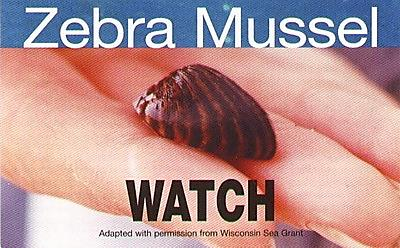 Zebra Mussel
WATCH
Adapted with permission from Wisconsin Sea Grant